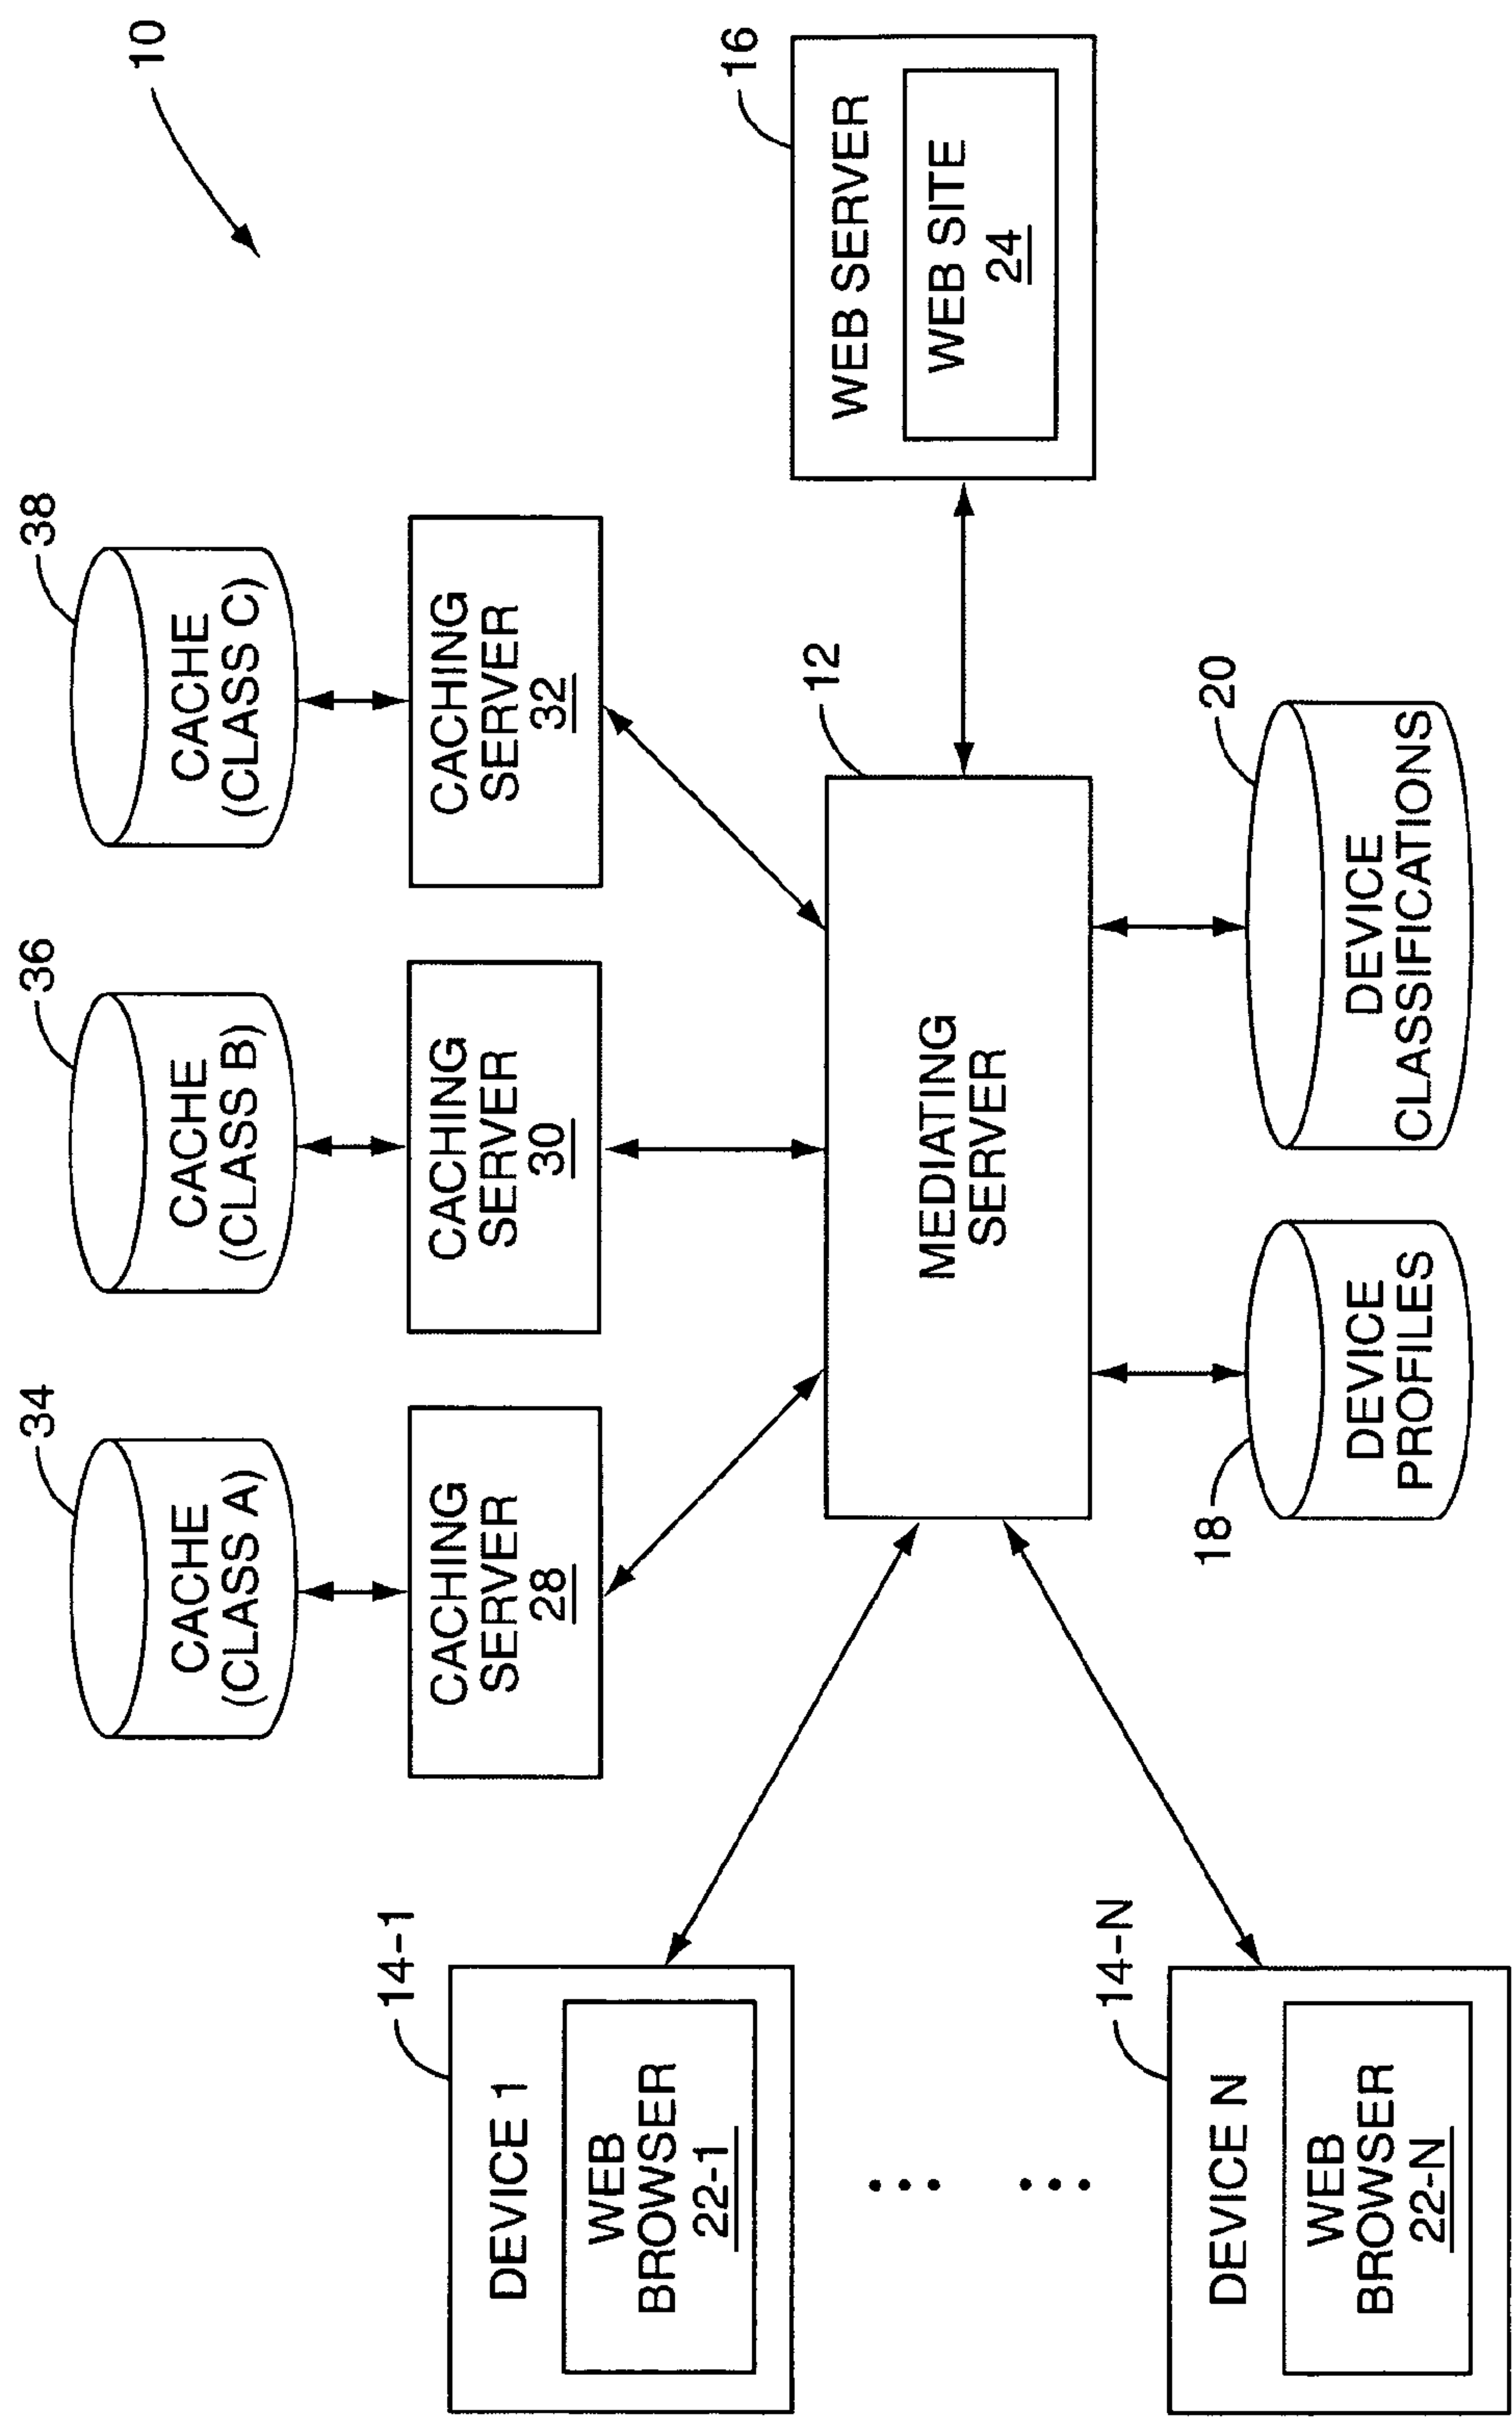 10
34
CACHE
(CLASS A)
36
CACHE
(CLASS B)
38
CACHE
(CLASS C)
CACHING
SERVER
28
CACHING
SERVER
30
CACHING
SERVER
32
14-1
DEVICE 1
WEB
BROWSER
22-1
12
MEDIATING
SERVER
16
WEB SERVER
WEB SITE
24
14-N
DEVICE N
WEB
BROWSER
22-N
18
DEVICE
PROFILES
20
DEVICE
CLASSIFICATIONS